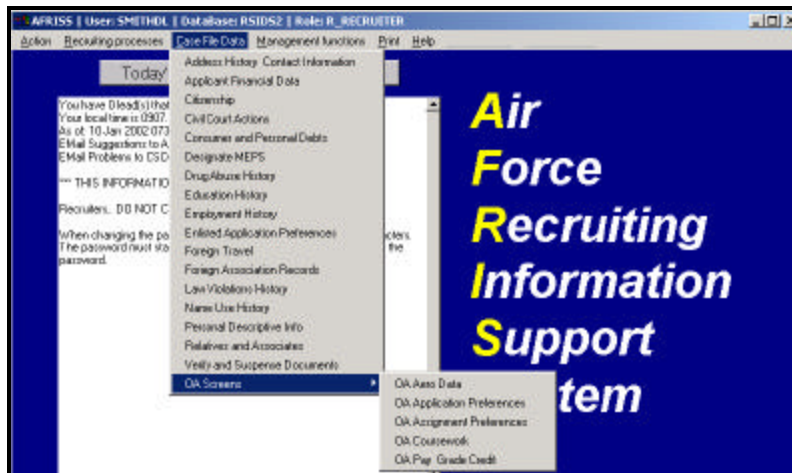 AFRISS | User: SMITHDL | DataBase: RSIDS2 | Role: R_RECRUITER
Action Recruiting processes Case File Data Management functions Print Help
Today'
You have 0 lead(s) that
Your local time is 0907.
As of: 10 Jan 2002 073
EMail Suggestions to A
EMail Problems to CSC
*** THIS INFORMATIO
Recruiters, DO NOT C
When changing the pa
cters.
The password must sta
the
password.
Address History Contact Information
Applicant Financial Data
Citizenship
Civil Court Actions
Consumer and Personal Debts
Designate MEPS
Drug Abuse History
Education History
Employment History
Enlisted Application Preferences
Foreign Travel
Foreign Association Records
Law Violations History
Name Use History
Personal Descriptive Info
Relatives and Associates
Verify and Suspense Documents
OA Screens
OA Aero Data
OA Application Preferences
OA Assignment Preferences
OA Coursework
OA Pay Grade Credit
Air
Force
Recruiting
Information
Support
tem